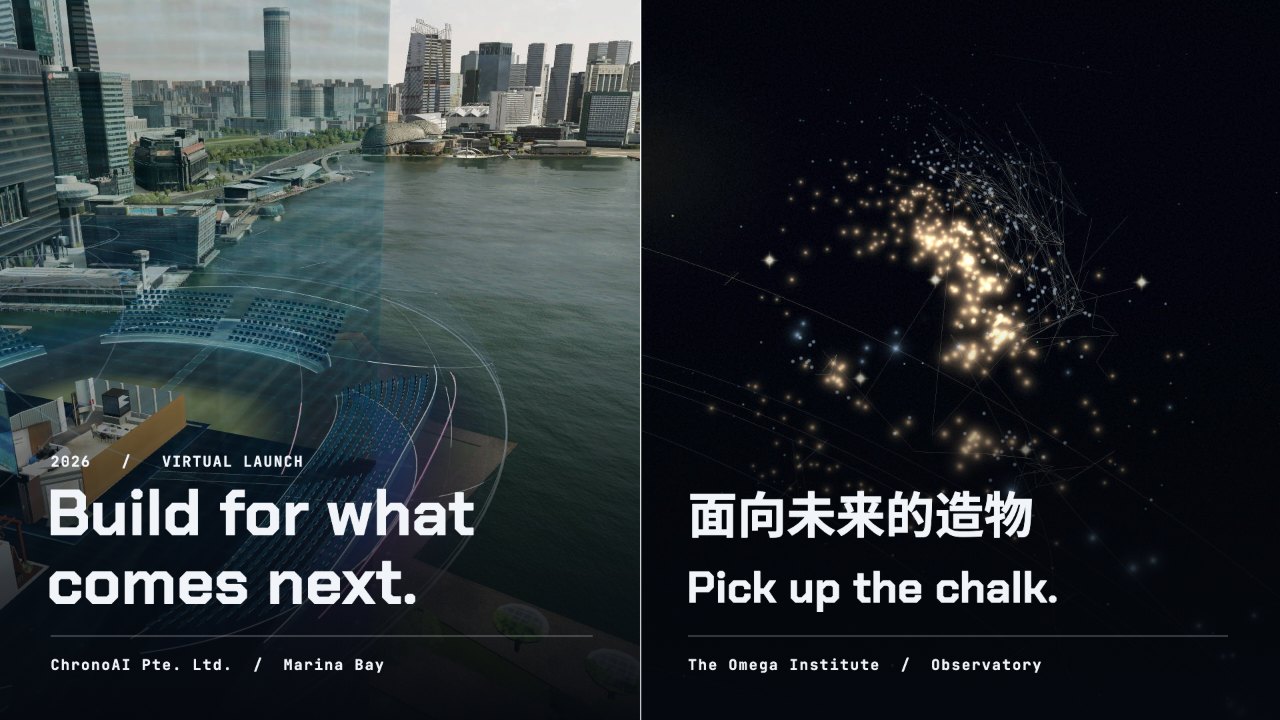 2026 / VIRTUAL LAUNCH
Build for what
comes next.
ChronoAI Pte. Ltd. / Marina Bay
面向未来的造物
Pick up the chalk.
The Omega Institute / Observatory